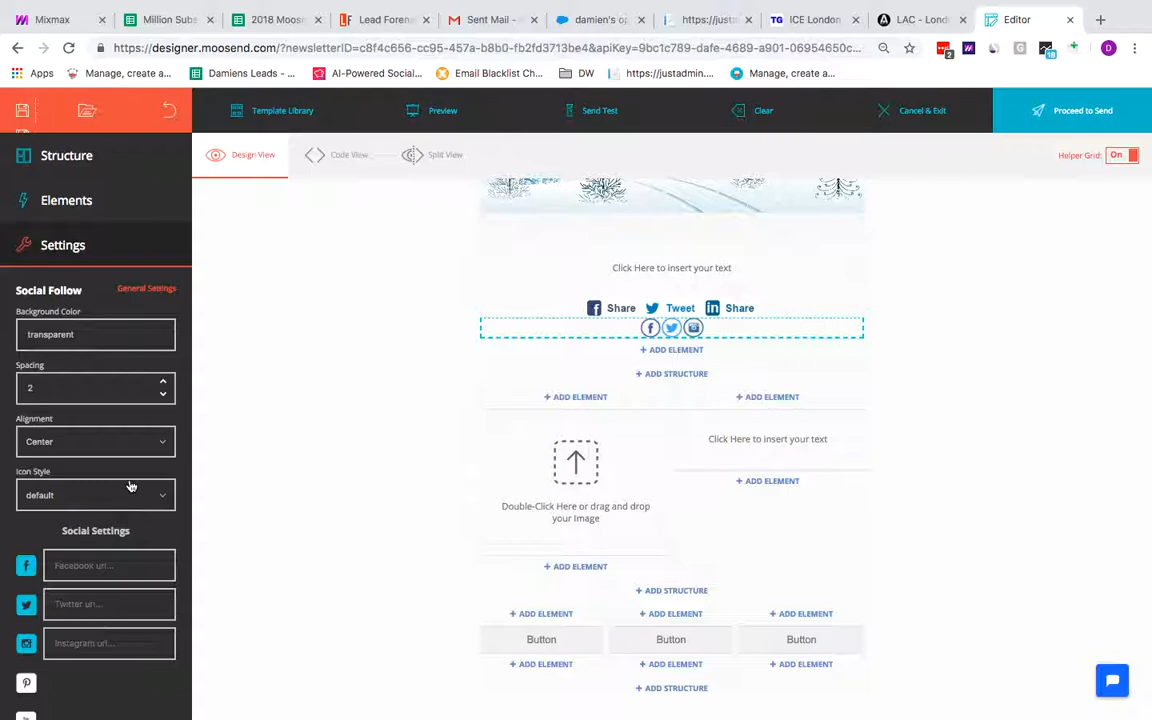 Mixmax
Million Subs
2018 Moose
Lead Foren
Sent Mail -
damien's o
https://just
ICE London
LAC - Lond
Editor
https://designer.moosend.com/?newsletterID=c8f4c656-cc95-457a-b8b0-fb2fd3713be4&apiKey=9bc1c789-dafe-4689-a901-06954650c...
Apps
Manage, create a...
Damiens Leads - ...
AI-Powered Social...
Email Blacklist Ch...
DW
https://justadmin....
Manage, create a...
Template Library
Preview
Send Test
Clear
Cancel & Exit
Proceed to Send
Structure
Design View
Code View
Split View
Helper Grid:
On
Elements
Settings
Social Follow
General Settings
Background Color
transparent
Spacing
2
Alignment
Center
Icon Style
default
Social Settings
Facebook url...
Twitter url...
Instagram url...
Click Here to insert your text
Share
Tweet
Share
+ ADD ELEMENT
+ ADD STRUCTURE
+ ADD ELEMENT
+ ADD ELEMENT
Click Here to insert your text
+ ADD ELEMENT
Double-Click Here or drag and drop
your Image
+ ADD ELEMENT
+ ADD STRUCTURE
+ ADD ELEMENT
+ ADD ELEMENT
+ ADD ELEMENT
Button
Button
Button
+ ADD ELEMENT
+ ADD ELEMENT
+ ADD ELEMENT
+ ADD STRUCTURE